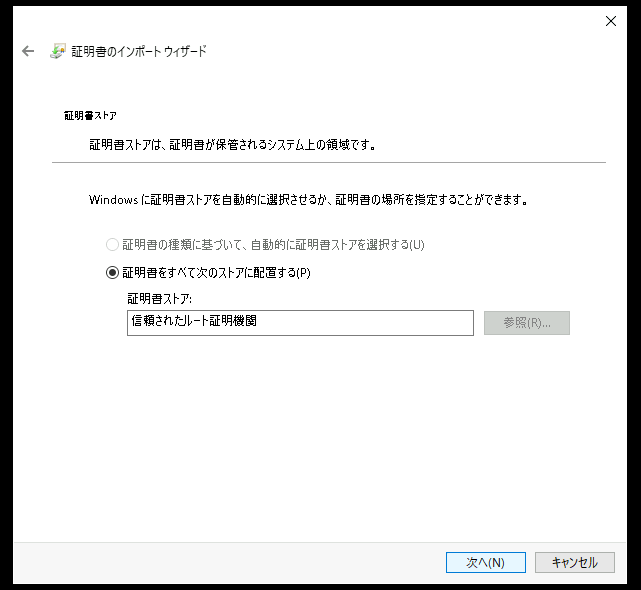 証明書のインポート ウィザード
証明書ストア
証明書ストアは、証明書が保管されるシステム上の領域です。
Windows に証明書ストアを自動的に選択させるか、証明書の場所を指定することができます。
証明書の種類に基づいて、自動的に証明書ストアを選択する(U)
証明書をすべて次のストアに配置する(P)
証明書ストア:
信頼されたルート証明機関
参照(R)...
次へ(N)
キャンセル